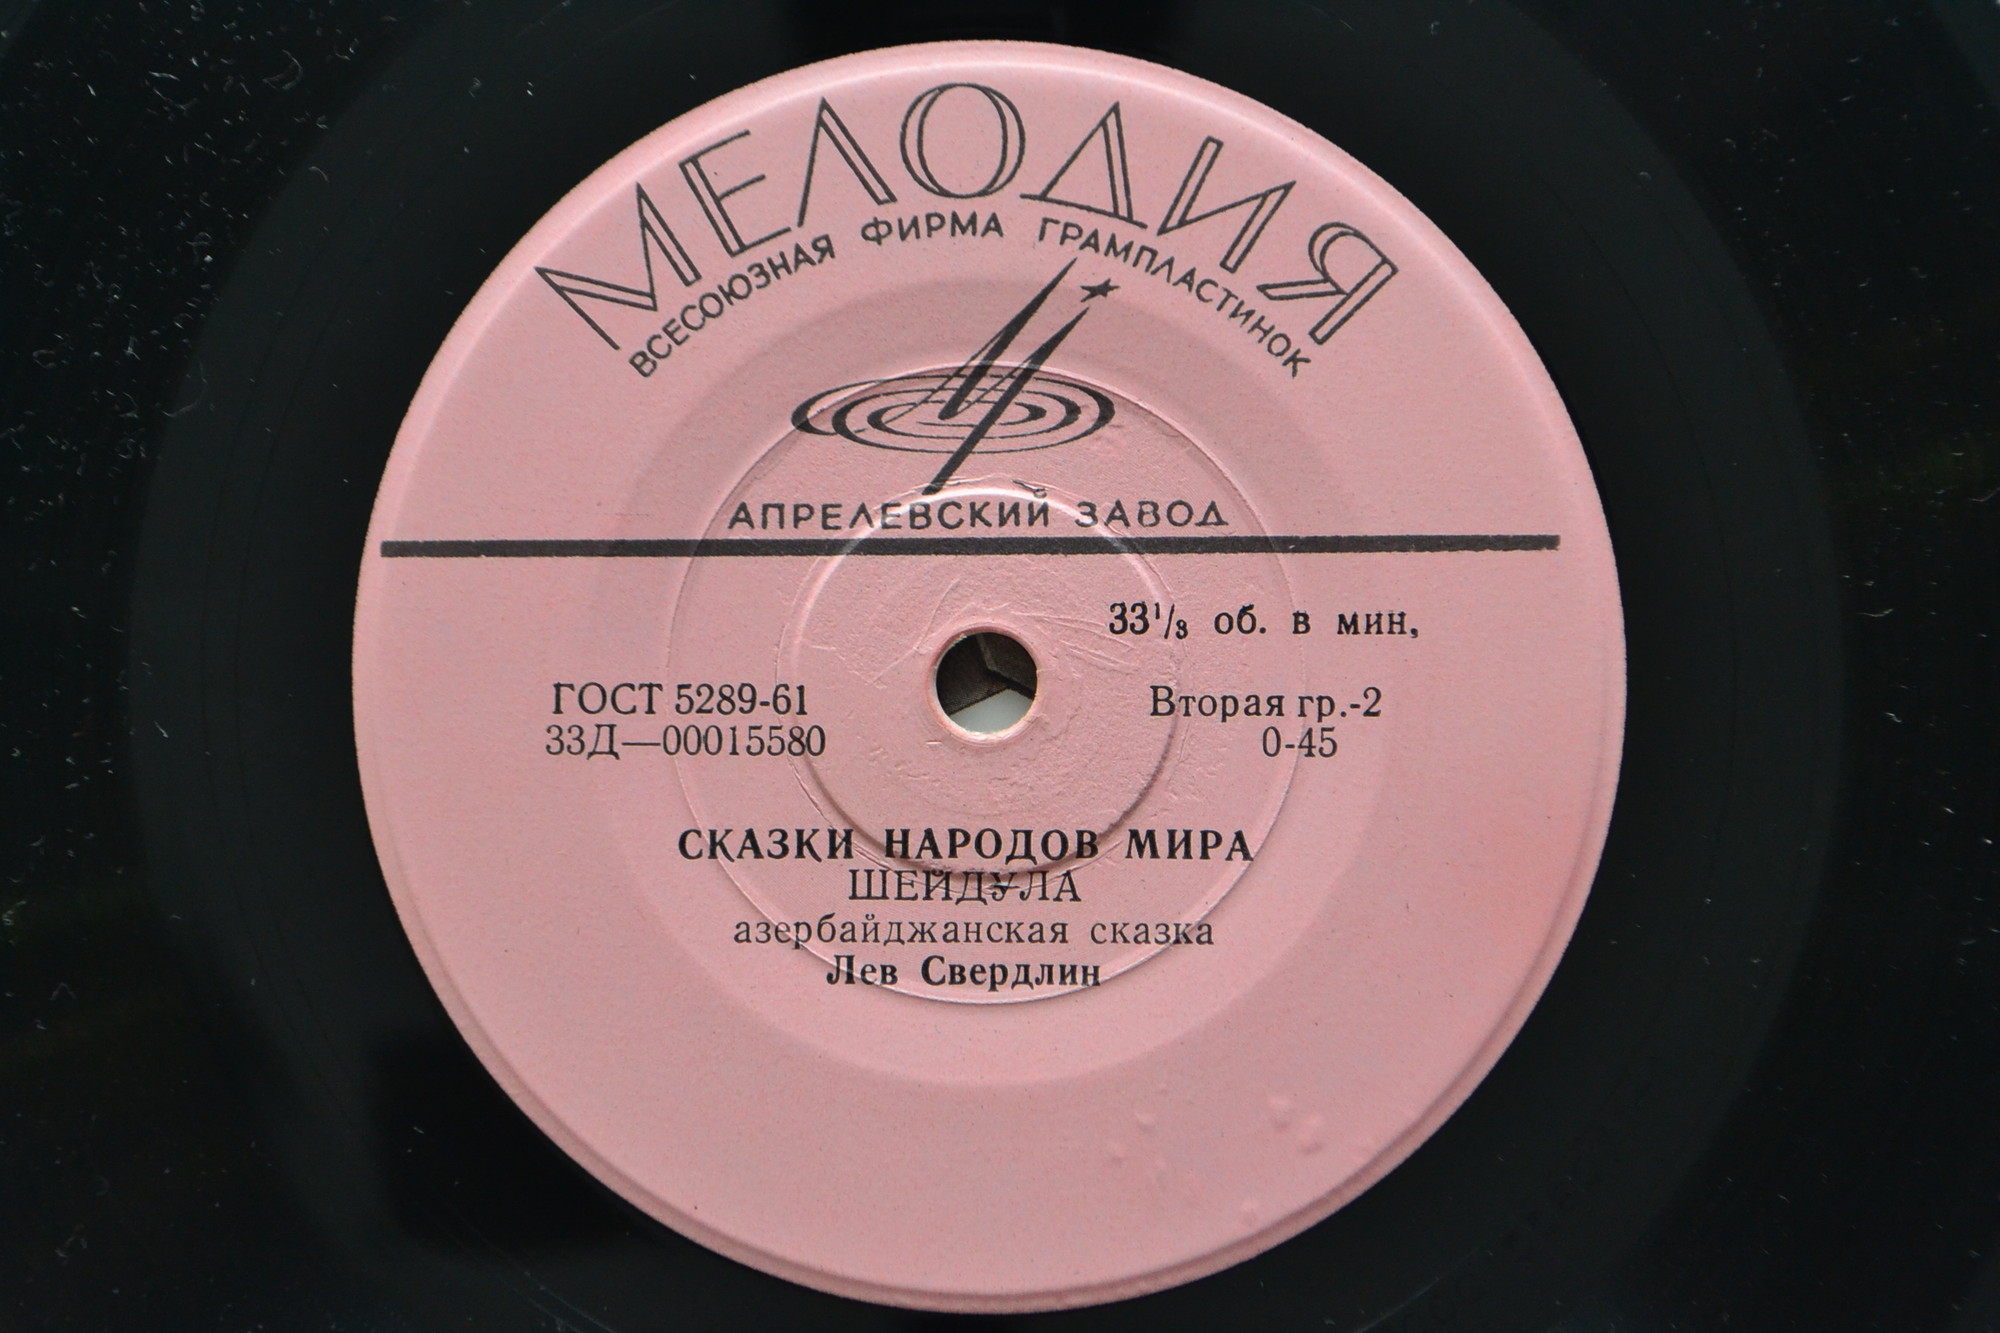 МЕЛОДИЯ
ВСЕСОЮЗНАЯ ФИРМА ГРАМПЛАСТИНОК
АПРЕЛЕВСКИЙ ЗАВОД
33¹/₃ об. в мин,
ГОСТ 5289-61 Вторая гр.-2
33Д—00015580 0-45
СКАЗКИ НАРОДОВ МИРА
ШЕЙДУЛА
азербайджанская сказка
Лев Свердлин